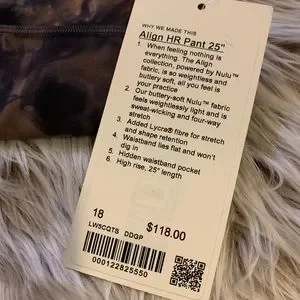 WHY WE MADE THIS
Align HR Pant 25"
1. When feeling nothing is
everything. The Align
collection, powered by Nulu™
fabric, is so weightless and
buttery soft, all you feel is
your practice
2. Our buttery-soft Nulu™ fabric
feels weightlessly light and is
sweat-wicking and four-way
stretch
3. Added Lycra® fibre for stretch
and shape retention
4. Waistband lies flat and won't
dig in
5. Hidden waistband pocket
6. High rise, 25" length
18
$118.00
LW5CQTS DDGP
000122825550